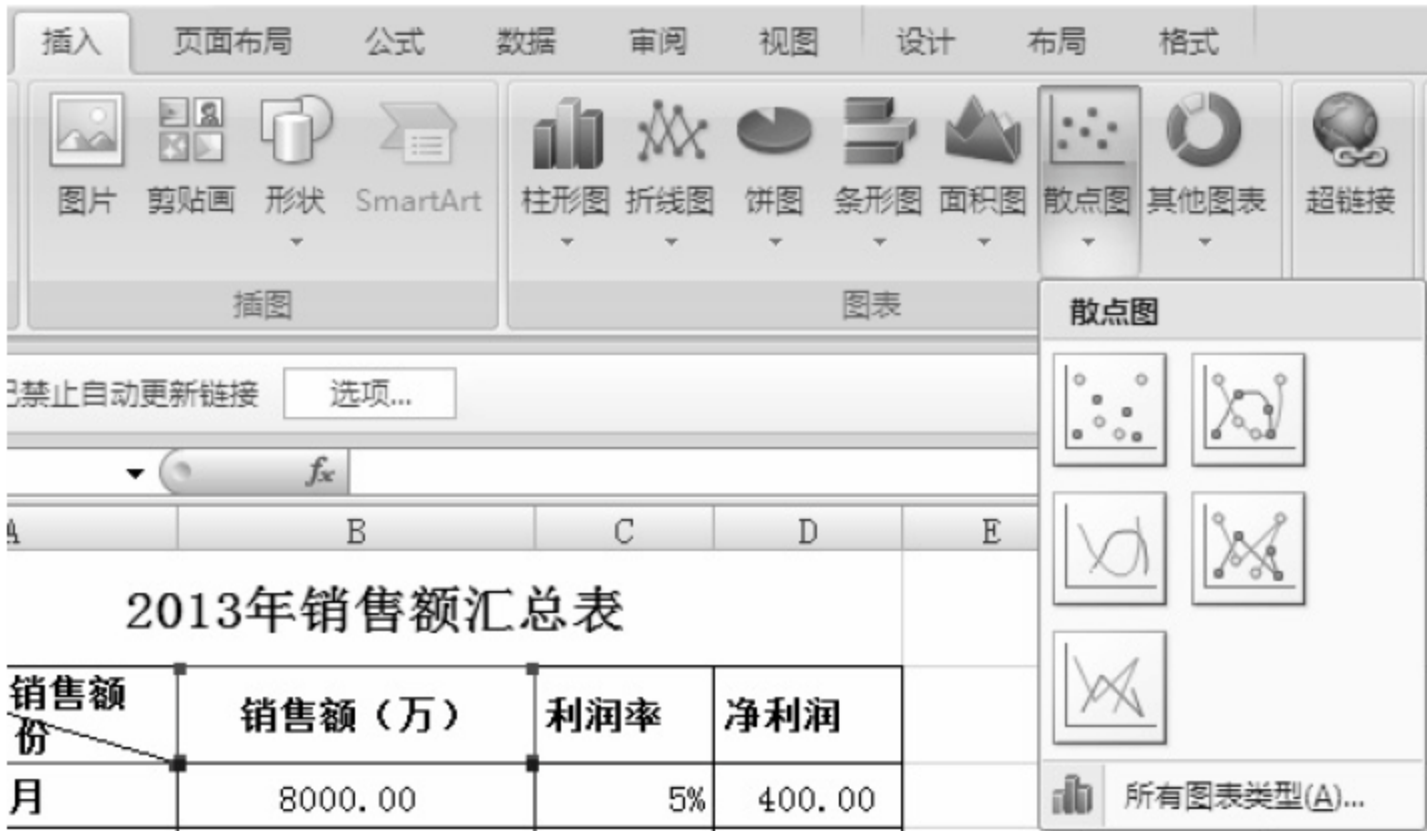 插入 页面布局 公式 数据 审阅 视图 设计 布局 格式
图片 剪贴画 形状 SmartArt 柱形图 折线图 饼图 条形图 面积图 散点图 其他图表 超链接
插图 图表
散点图
禁止自动更新链接 选项...
fx
A B C D E
2013年销售额汇总表
销售额
份
销售额（万） 利润率 净利润
月 8000.00 5% 400.00
所有图表类型(A)...